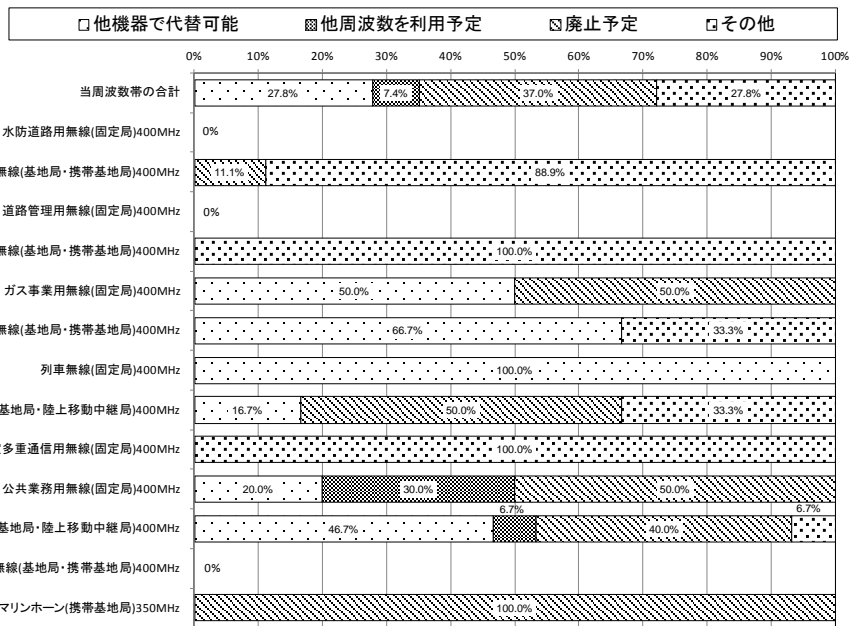 他機器で代替可能 他周波数を利用予定 廃止予定 その他
0% 10% 20% 30% 40% 50% 60% 70% 80% 90% 100%
当周波数帯の合計 27.8% 7.4% 37.0% 27.8%
水防道路用無線(固定局)400MHz 0%
無線(基地局・携帯基地局)400MHz 11.1% 88.9%
道路管理用無線(固定局)400MHz 0%
無線(基地局・携帯基地局)400MHz 100.0%
ガス事業用無線(固定局)400MHz 50.0% 50.0%
無線(基地局・携帯基地局)400MHz 66.7% 33.3%
列車無線(固定局)400MHz 100.0%
基地局・陸上移動中継局)400MHz 16.7% 50.0% 33.3%
多重通信用無線(固定局)400MHz 100.0%
公共業務用無線(固定局)400MHz 20.0% 30.0% 50.0%
基地局・陸上移動中継局)400MHz 46.7% 6.7% 40.0% 6.7%
無線(基地局・携帯基地局)400MHz 0%
マリンホーン(携帯基地局)350MHz 100.0%